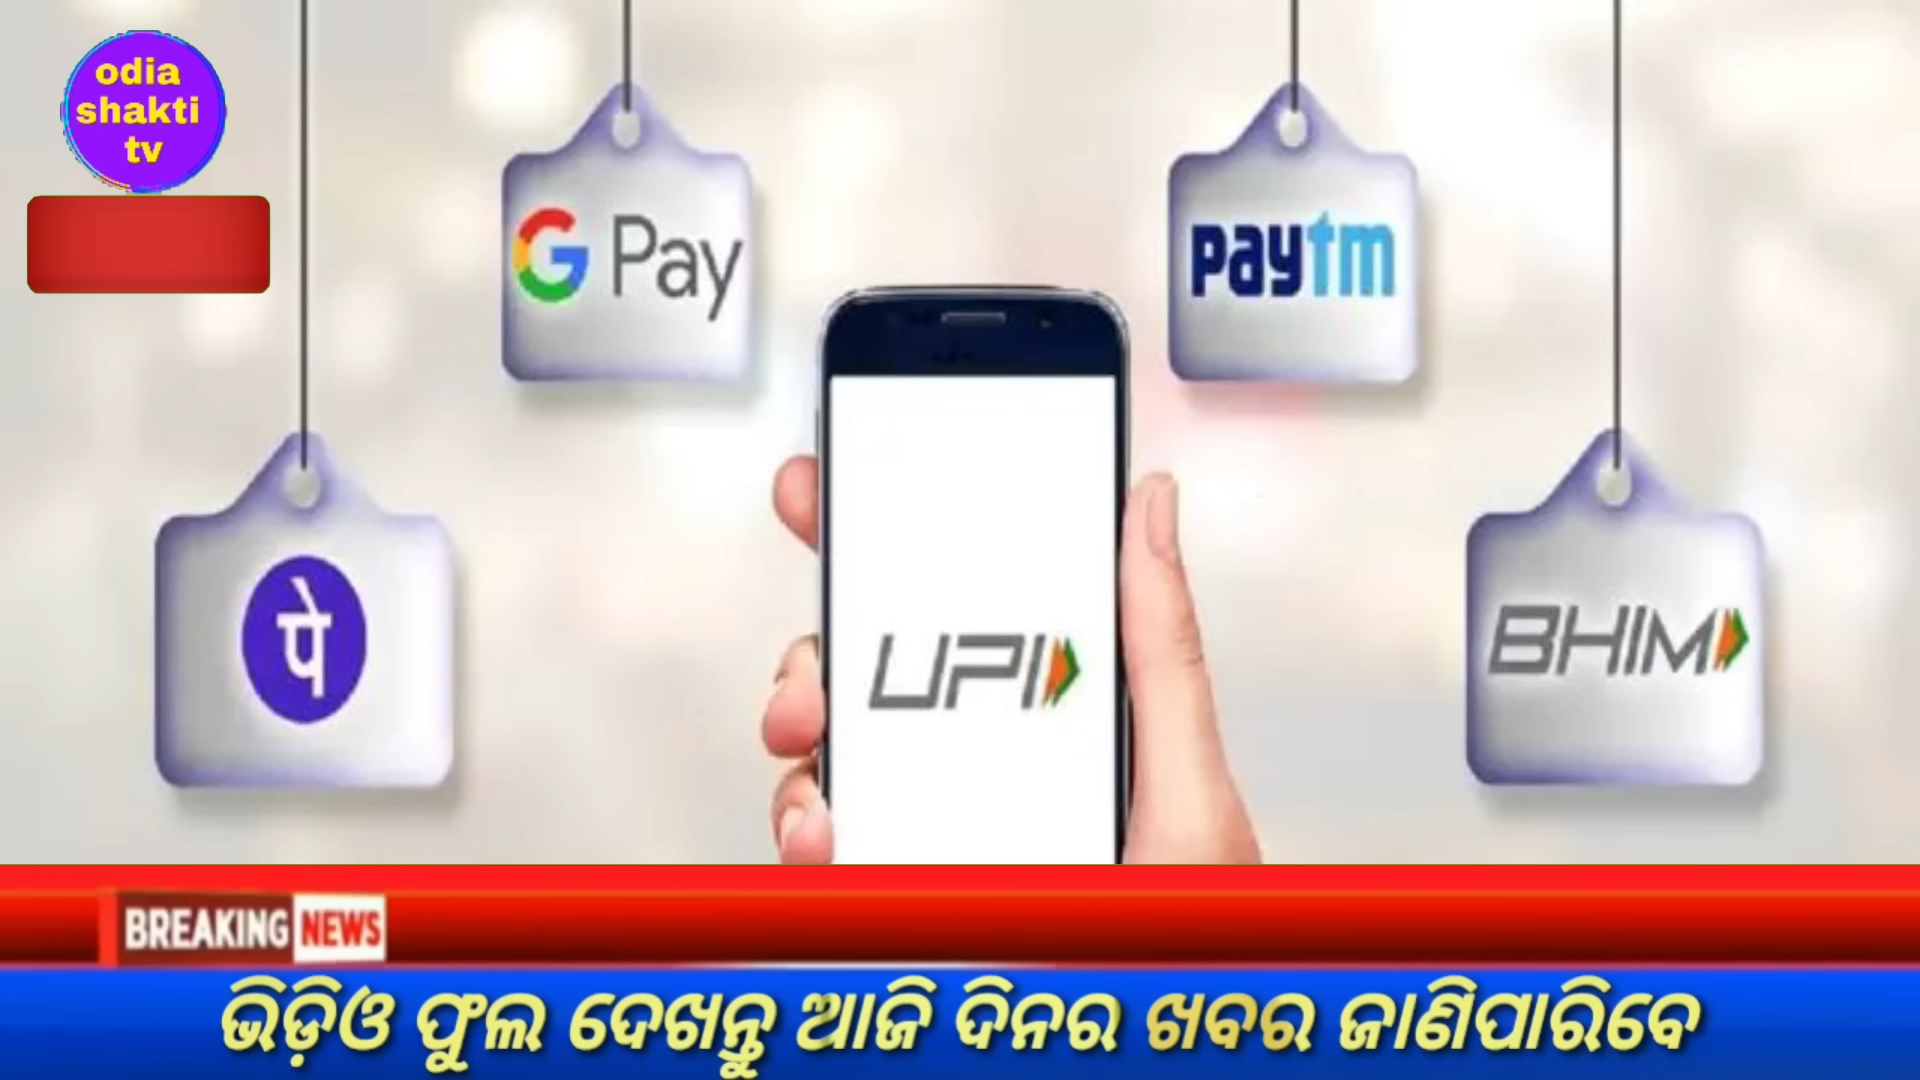 odia
shakti
tv
G Pay
paytm
पे
UPI
BHIM
BREAKING NEWS
ଭିଡ଼ିଓ ଫୁଲ ଦେଖନ୍ତୁ ଆଜି ଦିନର ଖବର ଜାଣିପାରିବେ